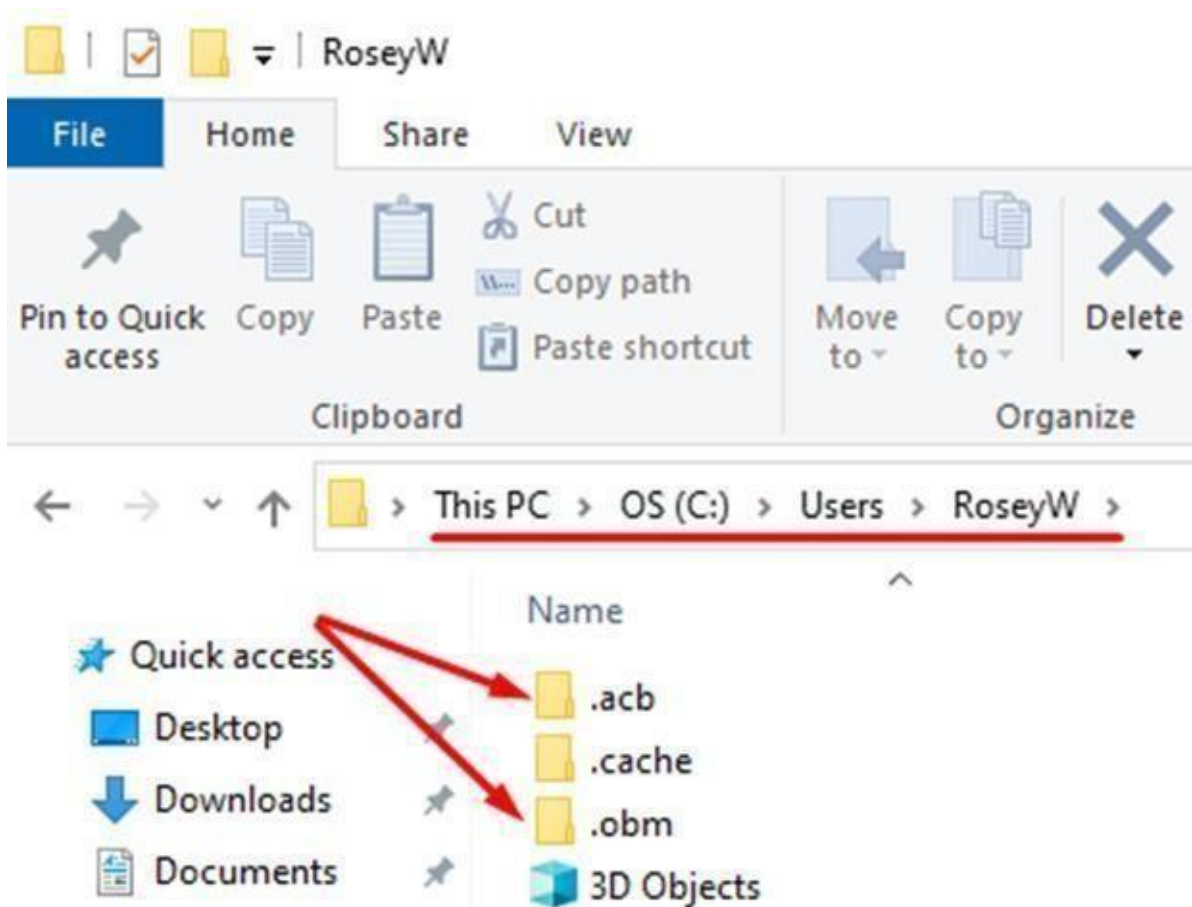 RoseyW
File Home Share View
Pin to Quick access
Copy
Paste
Cut
Copy path
Paste shortcut
Move to
Copy to
Delete
Clipboard
Organize
This PC > OS (C:) > Users > RoseyW >
Quick access
Desktop
Downloads
Documents
Name
.acb
.cache
.obm
3D Objects